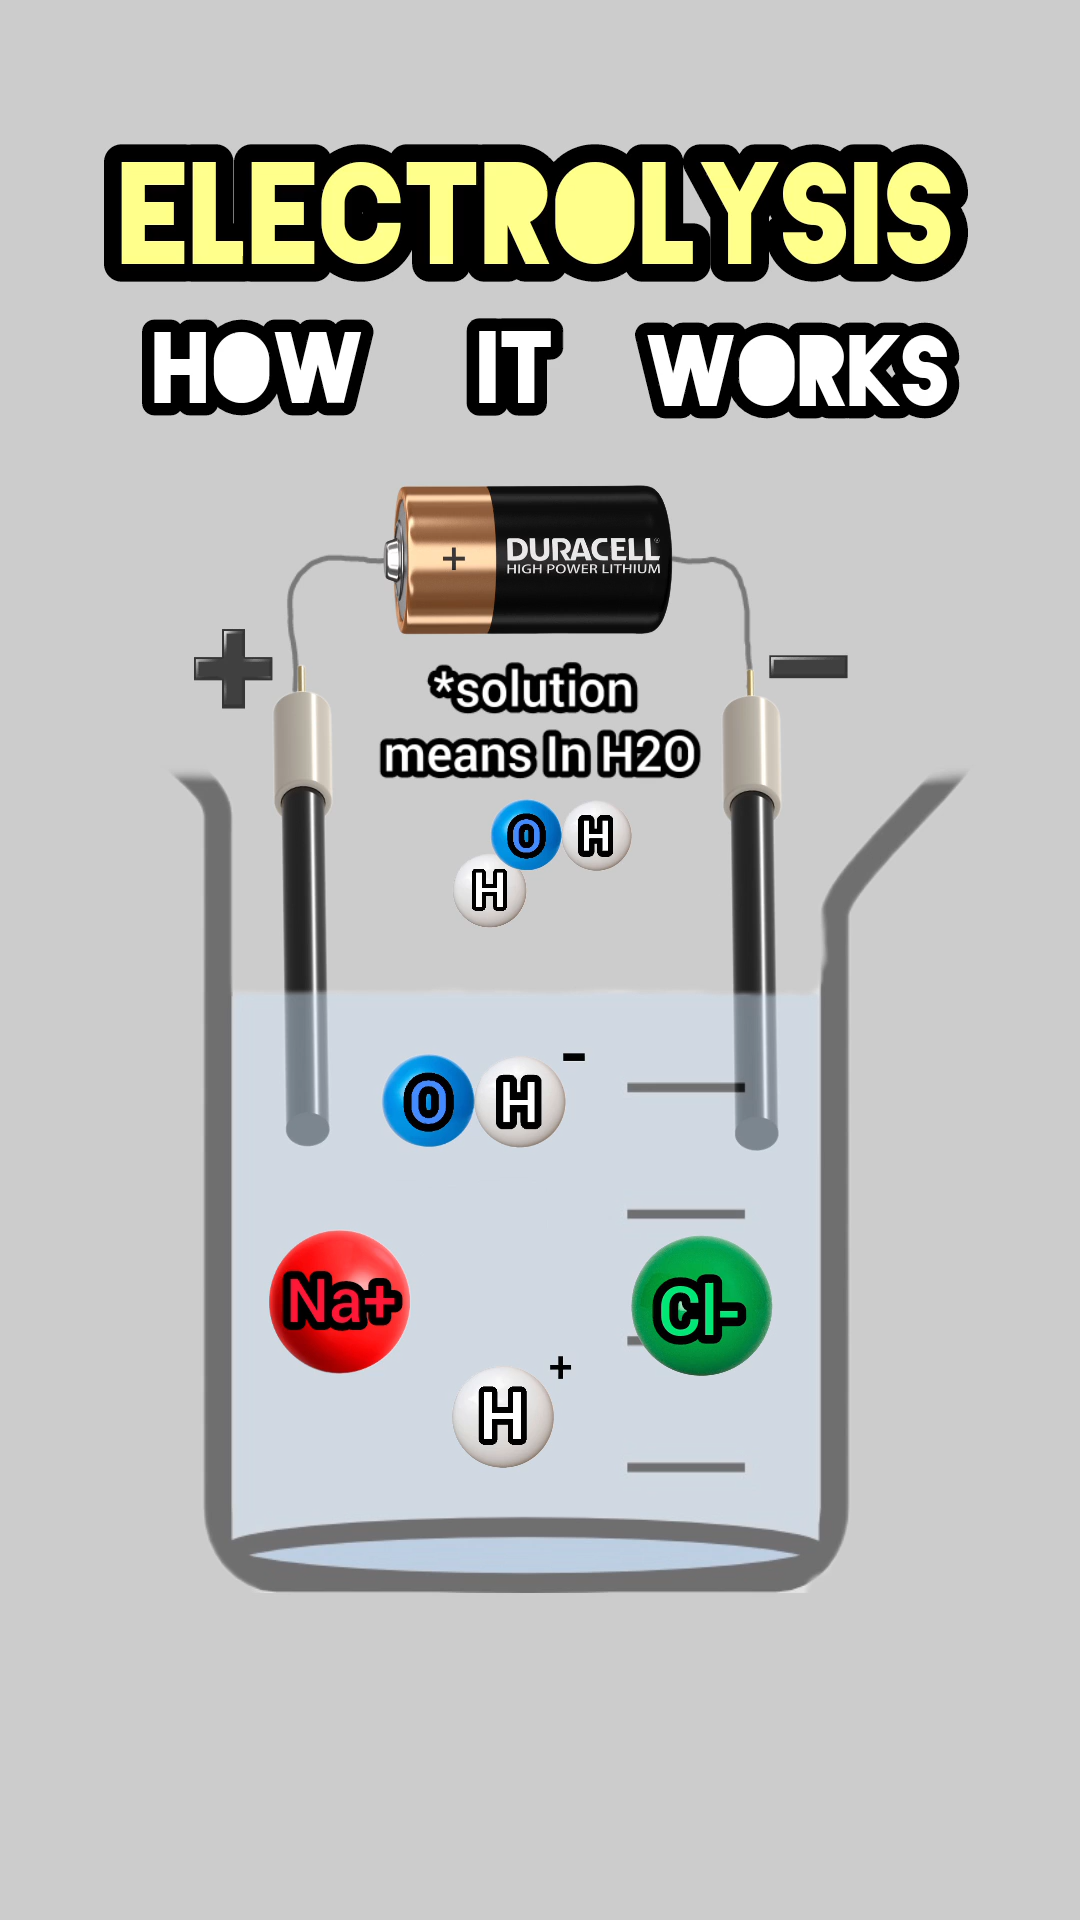 ELECTROLYSIS
HOW IT WORKS
+ DURACELL
HIGH POWER LITHIUM
+ -
*solution
means In H2O
O H
H
O H -
Na+ Cl-
H +